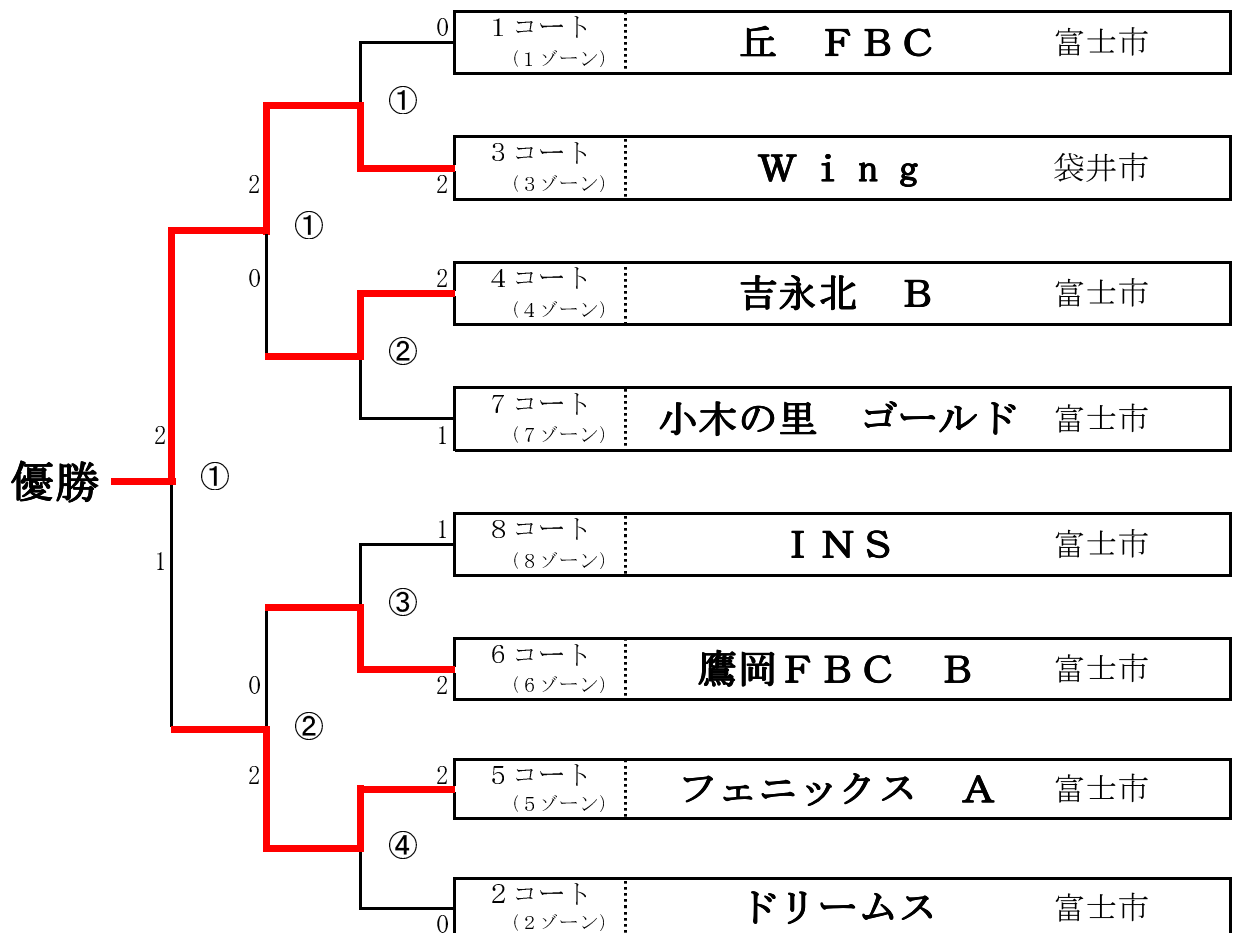 0
１コート
(１ゾーン)
丘　ＦＢＣ　富士市
①
３コート
(３ゾーン)
Ｗｉｎｇ　袋井市
2
2
①
0
2
４コート
(４ゾーン)
吉永北　Ｂ　富士市
②
７コート
(７ゾーン)
小木の里　ゴールド　富士市
1
2
優勝
①
1
1
８コート
(８ゾーン)
ＩＮＳ　富士市
③
６コート
(６ゾーン)
鷹岡ＦＢＣ　Ｂ　富士市
0
2
②
2
2
５コート
(５ゾーン)
フェニックス　Ａ　富士市
④
２コート
(２ゾーン)
ドリームス　富士市
0